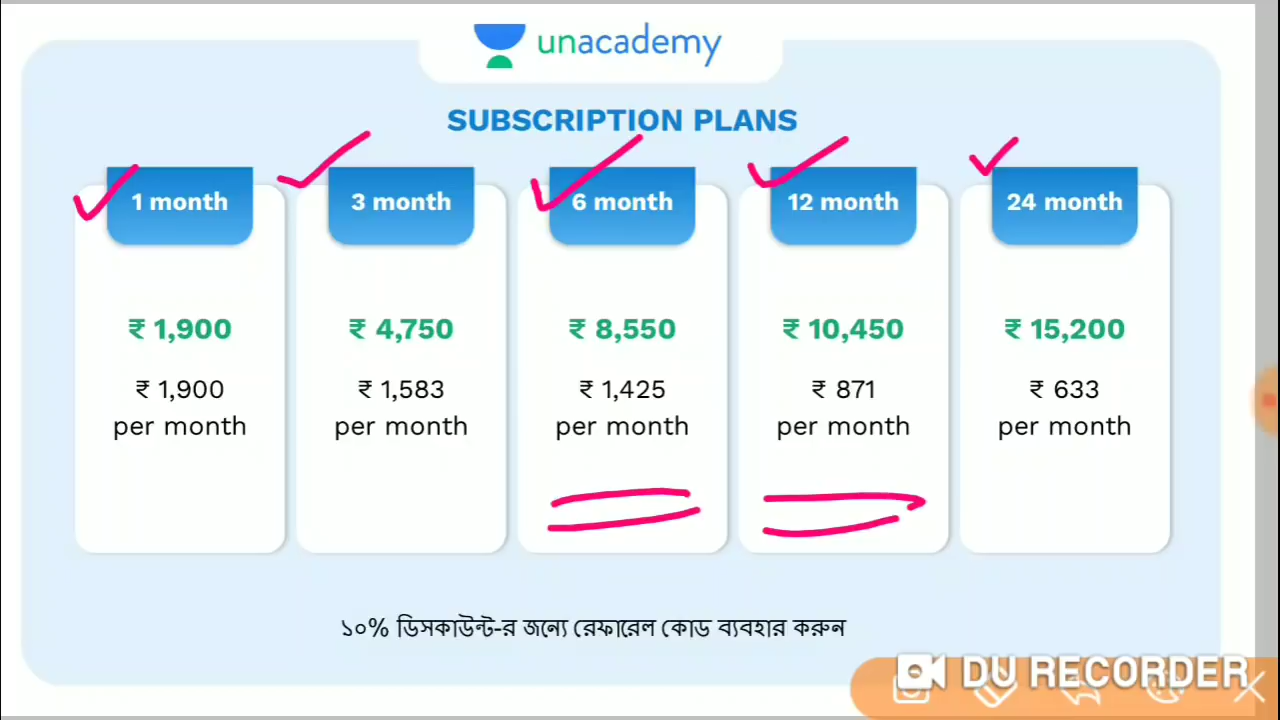 unacademy
SUBSCRIPTION PLANS
1 month
3 month
6 month
12 month
24 month
₹ 1,900
₹ 4,750
₹ 8,550
₹ 10,450
₹ 15,200
₹ 1,900
₹ 1,583
₹ 1,425
₹ 871
₹ 633
per month
per month
per month
per month
per month
১০% ডিসকাউন্ট-র জন্যে রেফারেল কোড ব্যবহার করুন
DU RECORDER